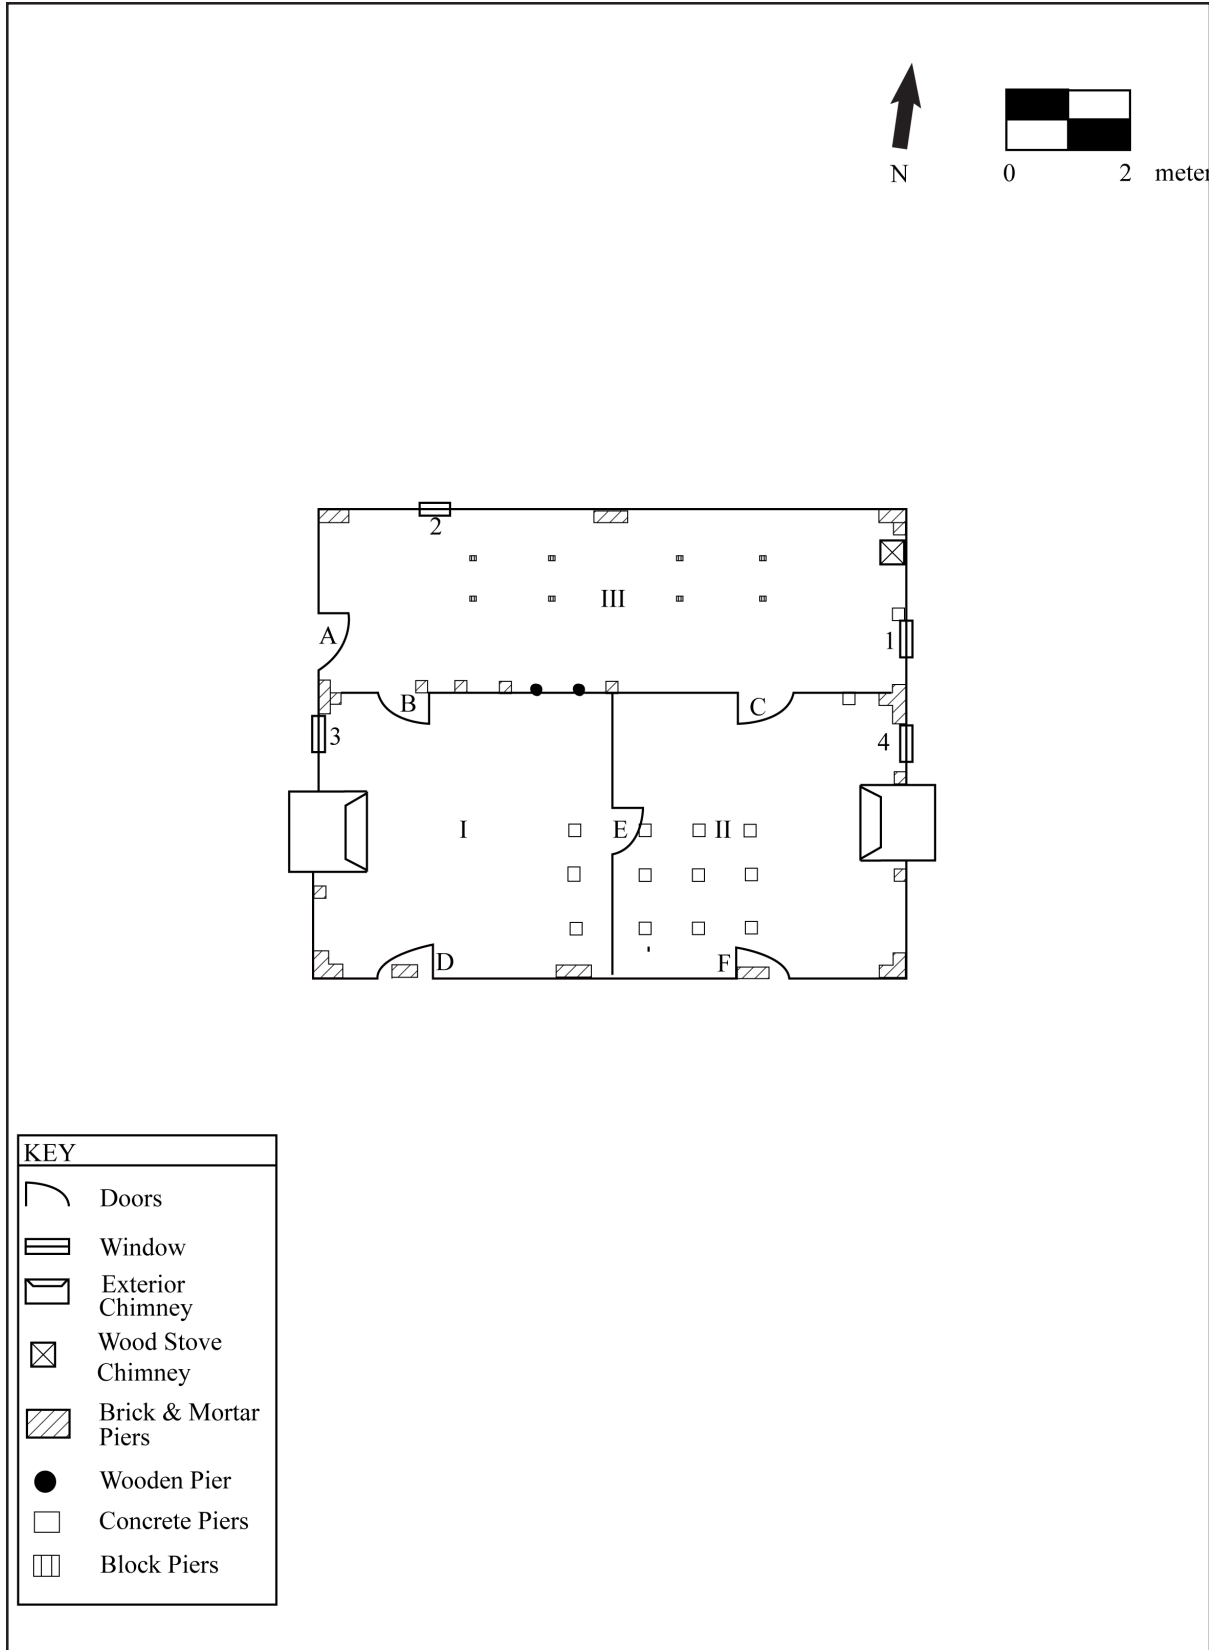 N
0 2 meter
2
III
A
1
B
C
3
4
I
E
II
D
F
KEY
Doors
Window
Exterior
Chimney
Wood Stove
Chimney
Brick & Mortar
Piers
Wooden Pier
Concrete Piers
Block Piers